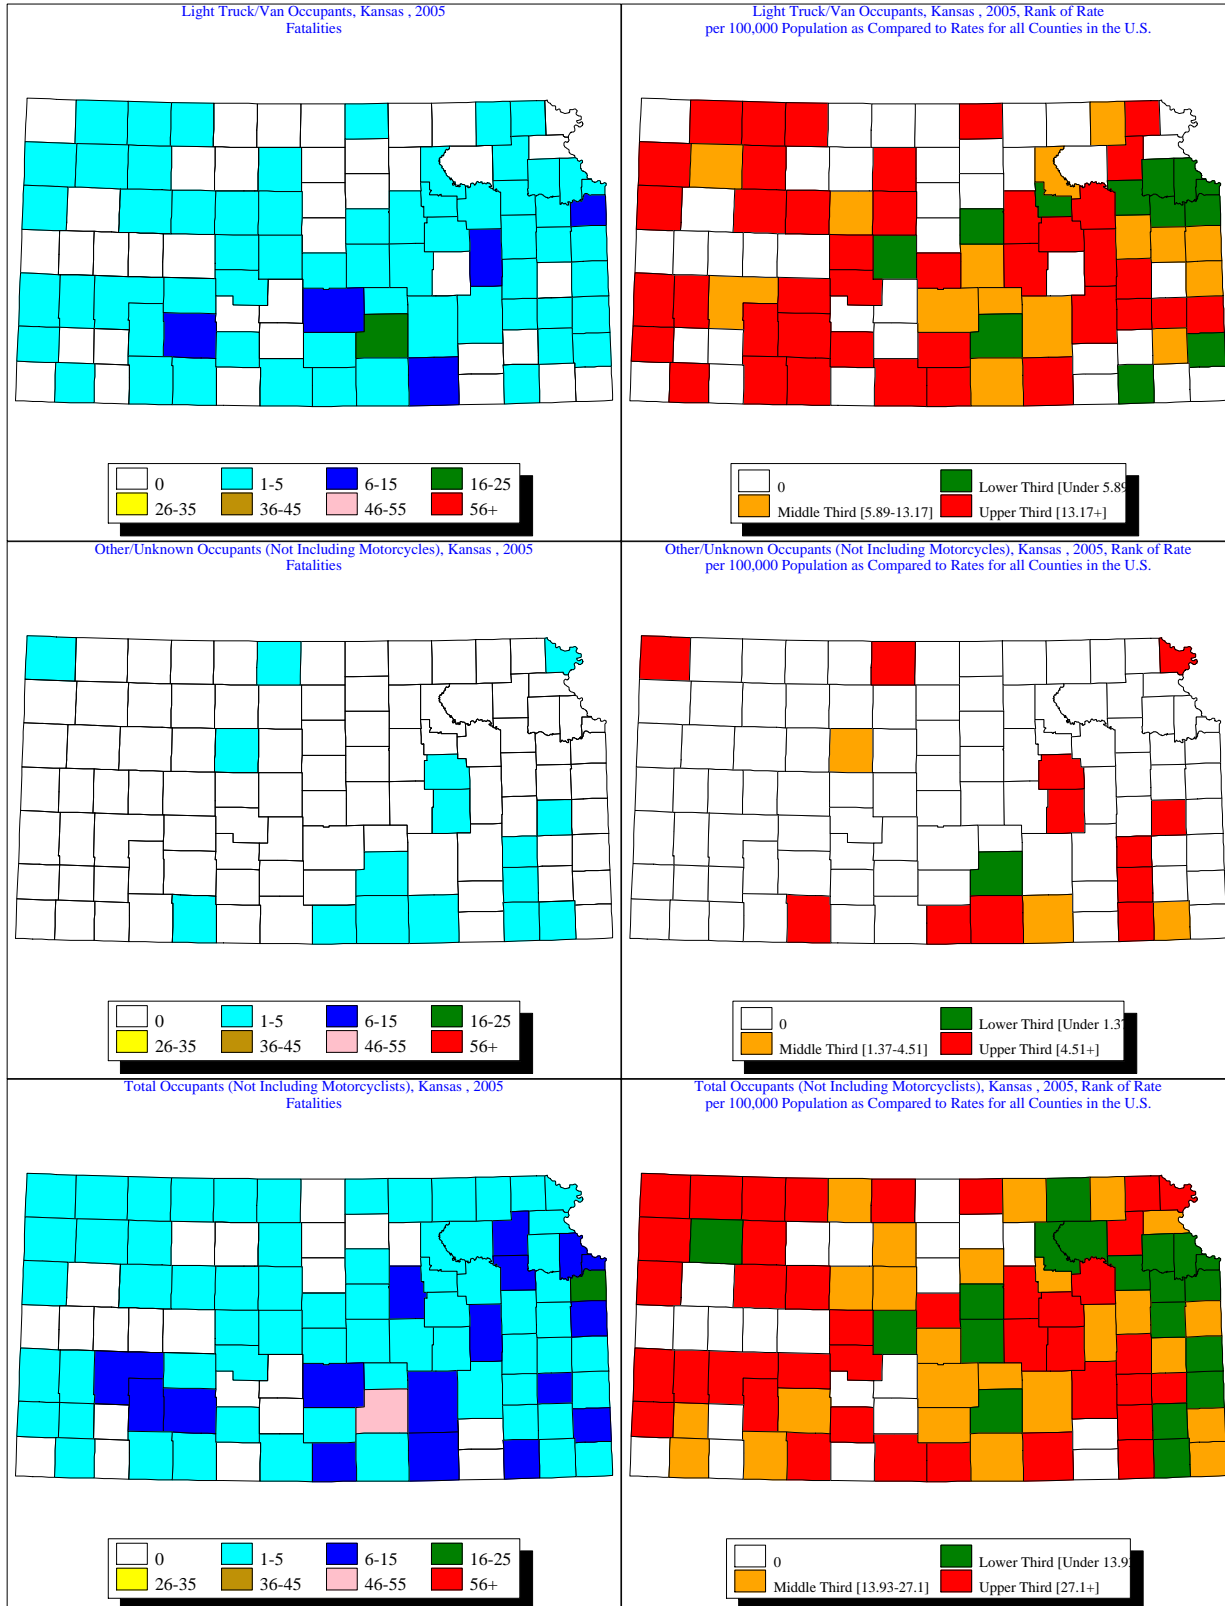 Light Truck/Van Occupants, Kansas , 2005
Fatalities
0
1-5
6-15
16-25
26-35
36-45
46-55
56+
Light Truck/Van Occupants, Kansas , 2005, Rank of Rate
per 100,000 Population as Compared to Rates for all Counties in the U.S.
0
Lower Third [Under 5.89
Middle Third [5.89-13.17]
Upper Third [13.17+]
Other/Unknown Occupants (Not Including Motorcycles), Kansas , 2005
Fatalities
0
1-5
6-15
16-25
26-35
36-45
46-55
56+
Other/Unknown Occupants (Not Including Motorcycles), Kansas , 2005, Rank of Rate
per 100,000 Population as Compared to Rates for all Counties in the U.S.
0
Lower Third [Under 1.37
Middle Third [1.37-4.51]
Upper Third [4.51+]
Total Occupants (Not Including Motorcyclists), Kansas , 2005
Fatalities
0
1-5
6-15
16-25
26-35
36-45
46-55
56+
Total Occupants (Not Including Motorcyclists), Kansas , 2005, Rank of Rate
per 100,000 Population as Compared to Rates for all Counties in the U.S.
0
Lower Third [Under 13.9
Middle Third [13.93-27.1]
Upper Third [27.1+]